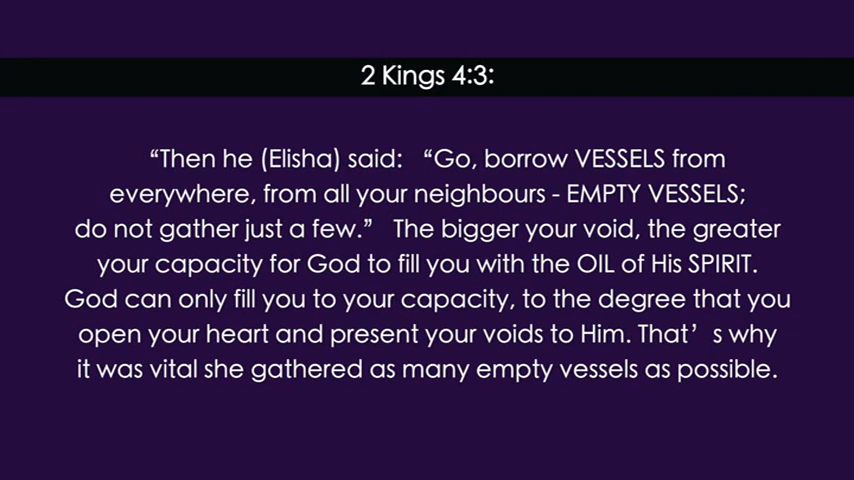 2 Kings 4:3:
“Then he (Elisha) said: “Go, borrow VESSELS from
everywhere, from all your neighbours - EMPTY VESSELS;
do not gather just a few.” The bigger your void, the greater
your capacity for God to fill you with the OIL of His SPIRIT.
God can only fill you to your capacity, to the degree that you
open your heart and present your voids to Him. That’s why
it was vital she gathered as many empty vessels as possible.